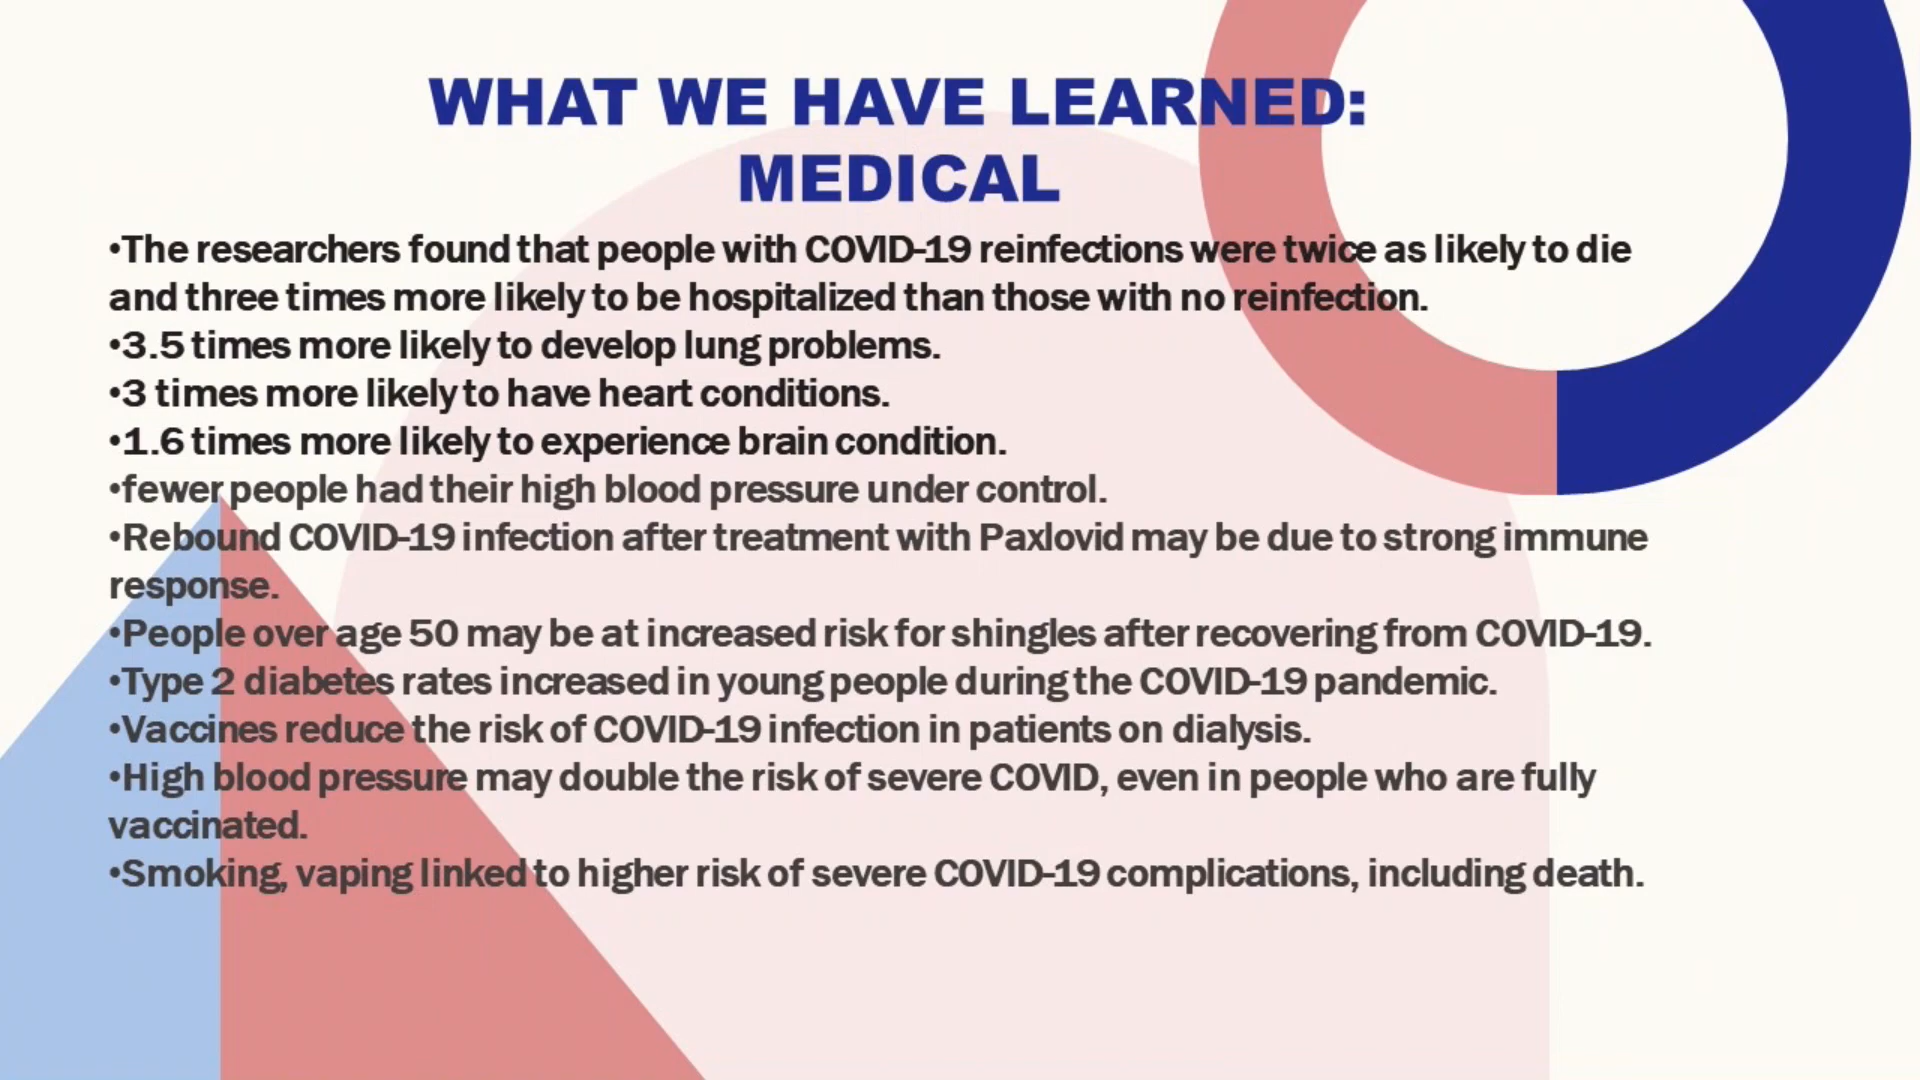 WHAT WE HAVE LEARNED:
MEDICAL
•The researchers found that people with COVID-19 reinfections were twice as likely to die
and three times more likely to be hospitalized than those with no reinfection.
•3.5 times more likely to develop lung problems.
•3 times more likely to have heart conditions.
•1.6 times more likely to experience brain condition.
•fewer people had their high blood pressure under control.
•Rebound COVID-19 infection after treatment with Paxlovid may be due to strong immune
response.
•People over age 50 may be at increased risk for shingles after recovering from COVID-19.
•Type 2 diabetes rates increased in young people during the COVID-19 pandemic.
•Vaccines reduce the risk of COVID-19 infection in patients on dialysis.
•High blood pressure may double the risk of severe COVID, even in people who are fully
vaccinated.
•Smoking, vaping linked to higher risk of severe COVID-19 complications, including death.